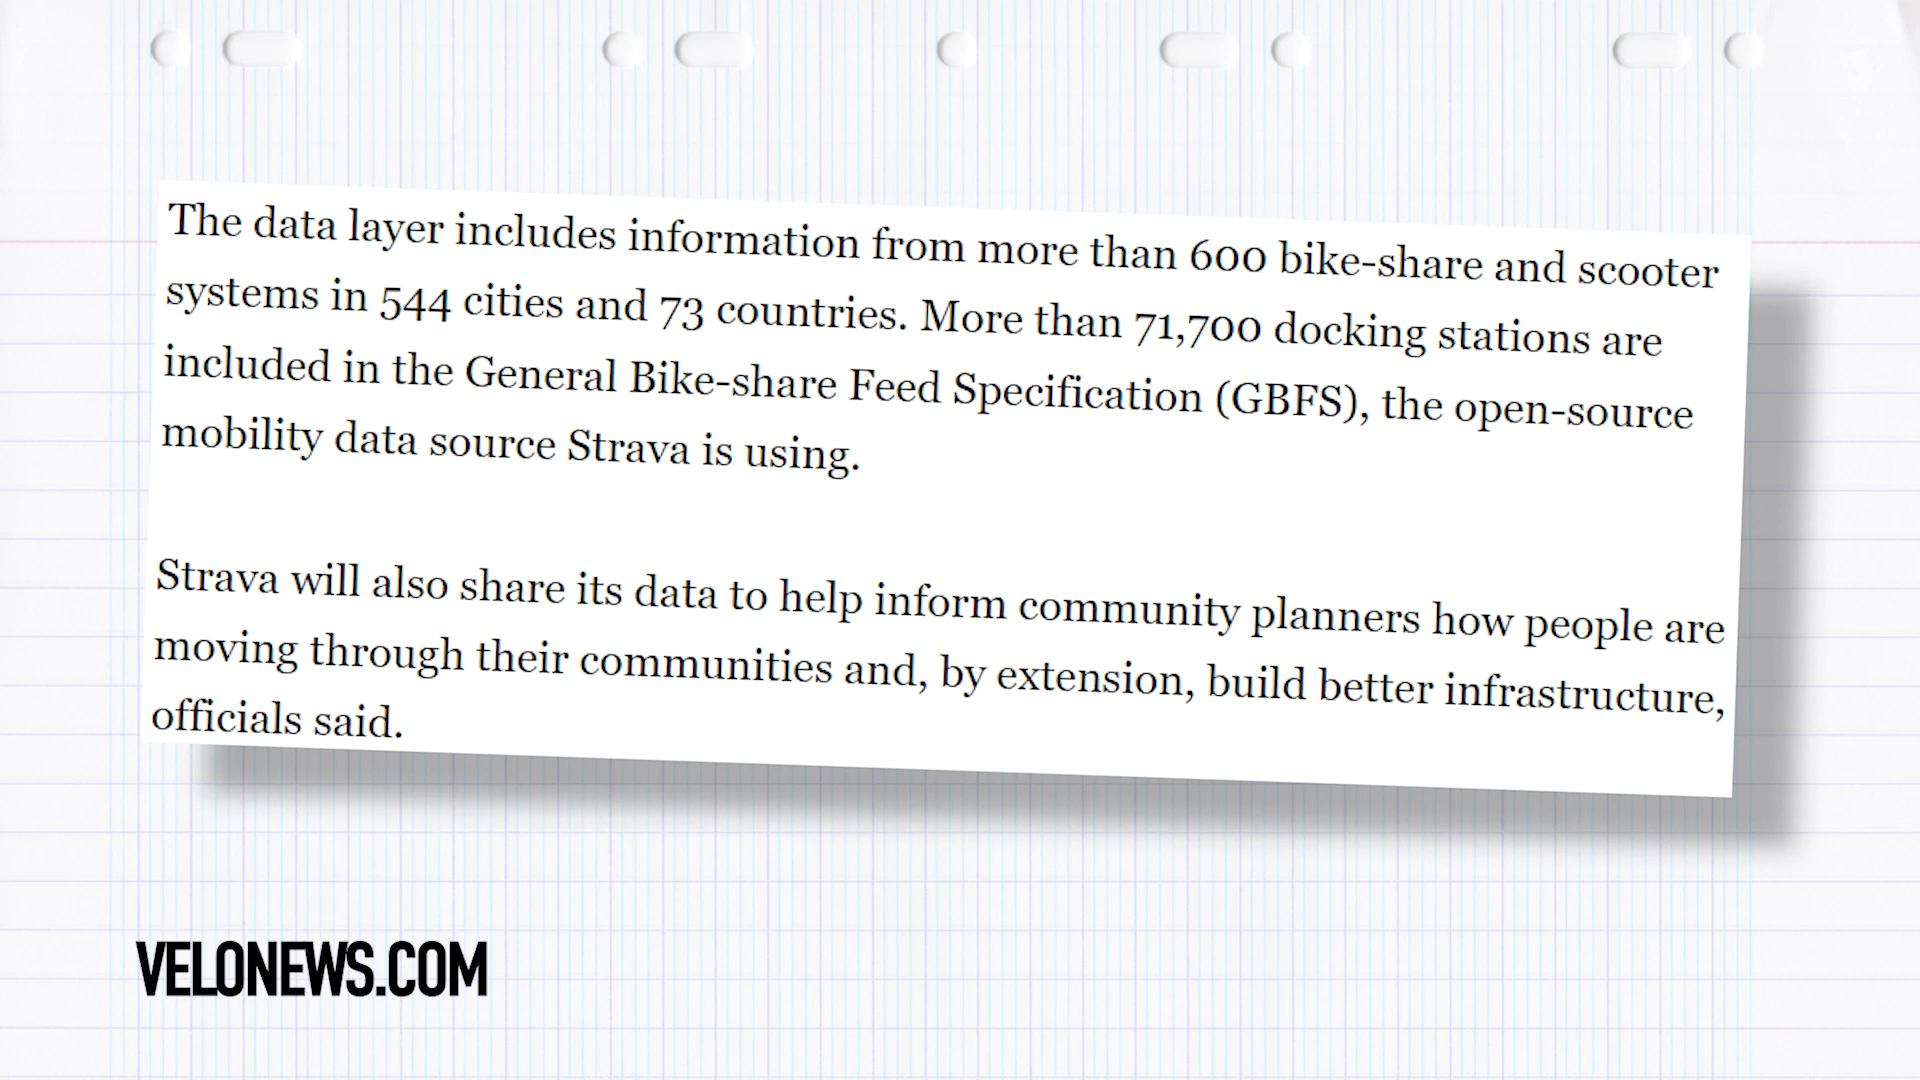 The data layer includes information from more than 600 bike-share and scooter
systems in 544 cities and 73 countries. More than 71,700 docking stations are
included in the General Bike-share Feed Specification (GBFS), the open-source
mobility data source Strava is using.
Strava will also share its data to help inform community planners how people are
moving through their communities and, by extension, build better infrastructure,
officials said.
VELONEWS.COM